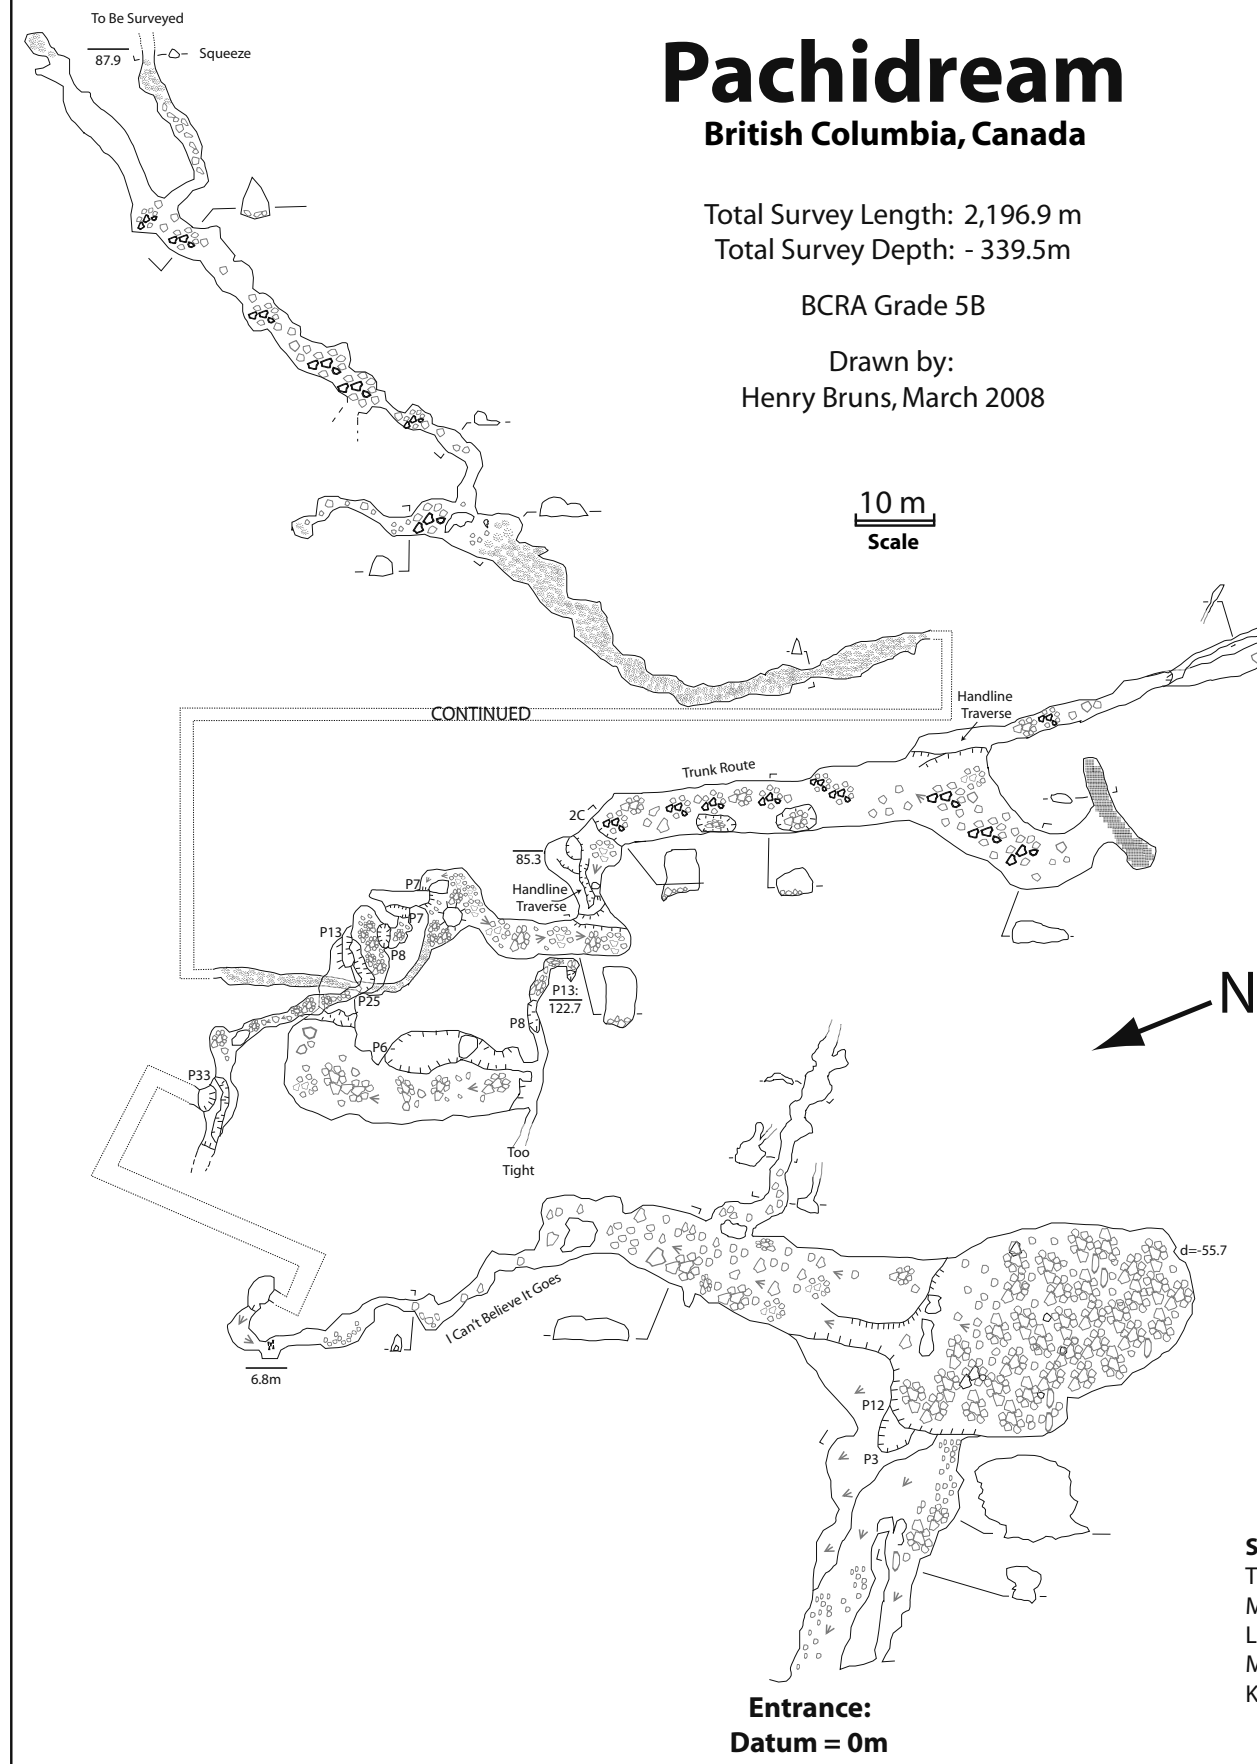 To Be Surveyed
87.9
Squeeze
Pachidream
British Columbia, Canada
Total Survey Length: 2,196.9 m
Total Survey Depth: - 339.5m
BCRA Grade 5B
Drawn by:
Henry Bruns, March 2008
10 m
Scale
CONTINUED
Handline
Traverse
Trunk Route
2C
85.3
Handline
Traverse
P7
P7
P13
P8
P25
P13:
122.7
P8
P6
P33
N
Too
Tight
d=-55.7
I Can't Believe It Goes
6.8m
P12
P3
S
T
M
L
M
K
Entrance:
Datum = 0m